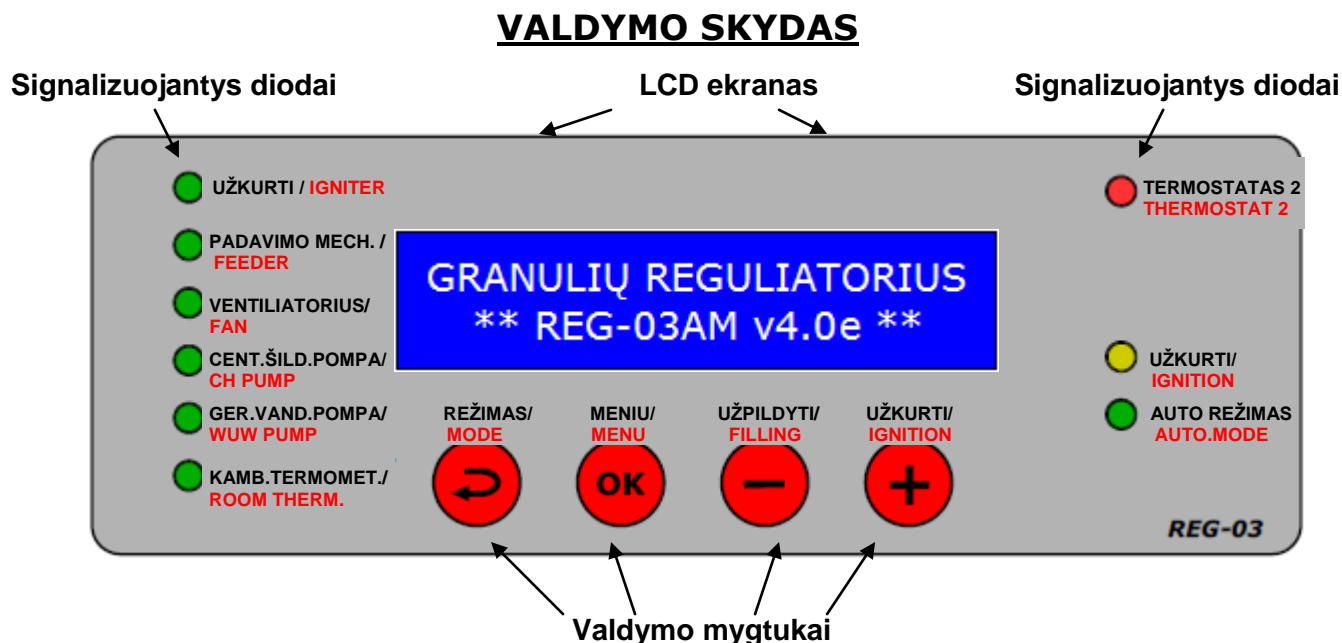 VALDYMO SKYDAS
Signalizuojantys diodai
LCD ekranas
Signalizuojantys diodai
UŽKURTI / IGNITER
PADAVIMO MECH. /
FEEDER
VENTILIATORIUS/
FAN
CENT.ŠILD.POMPA/
CH PUMP
GER.VAND.POMPA/
WUW PUMP
KAMB.TERMOMET./
ROOM THERM.
GRANULIŲ REGULIATORIUS
** REG-03AM v4.0e **
REŽIMAS/
MODE
MENIU/
MENU
UŽPILDYTI/
FILLING
UŽKURTI/
IGNITION
OK
TERMOSTATAS 2
THERMOSTAT 2
UŽKURTI/
IGNITION
AUTO REŽIMAS
AUTO.MODE
REG-03
Valdymo mygtukai